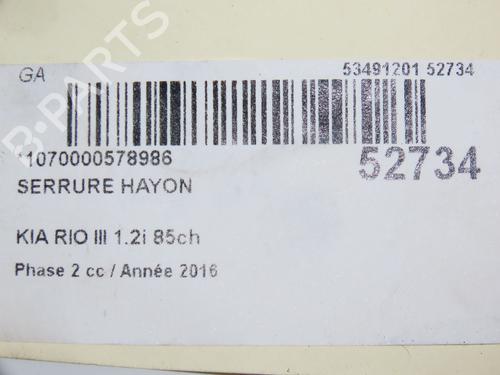 GA
53491201 52734
*1070000578986
52734
SERRURE HAYON
KIA RIO III 1.2i 85ch
Phase 2 cc / Année 2016
B-PARTS